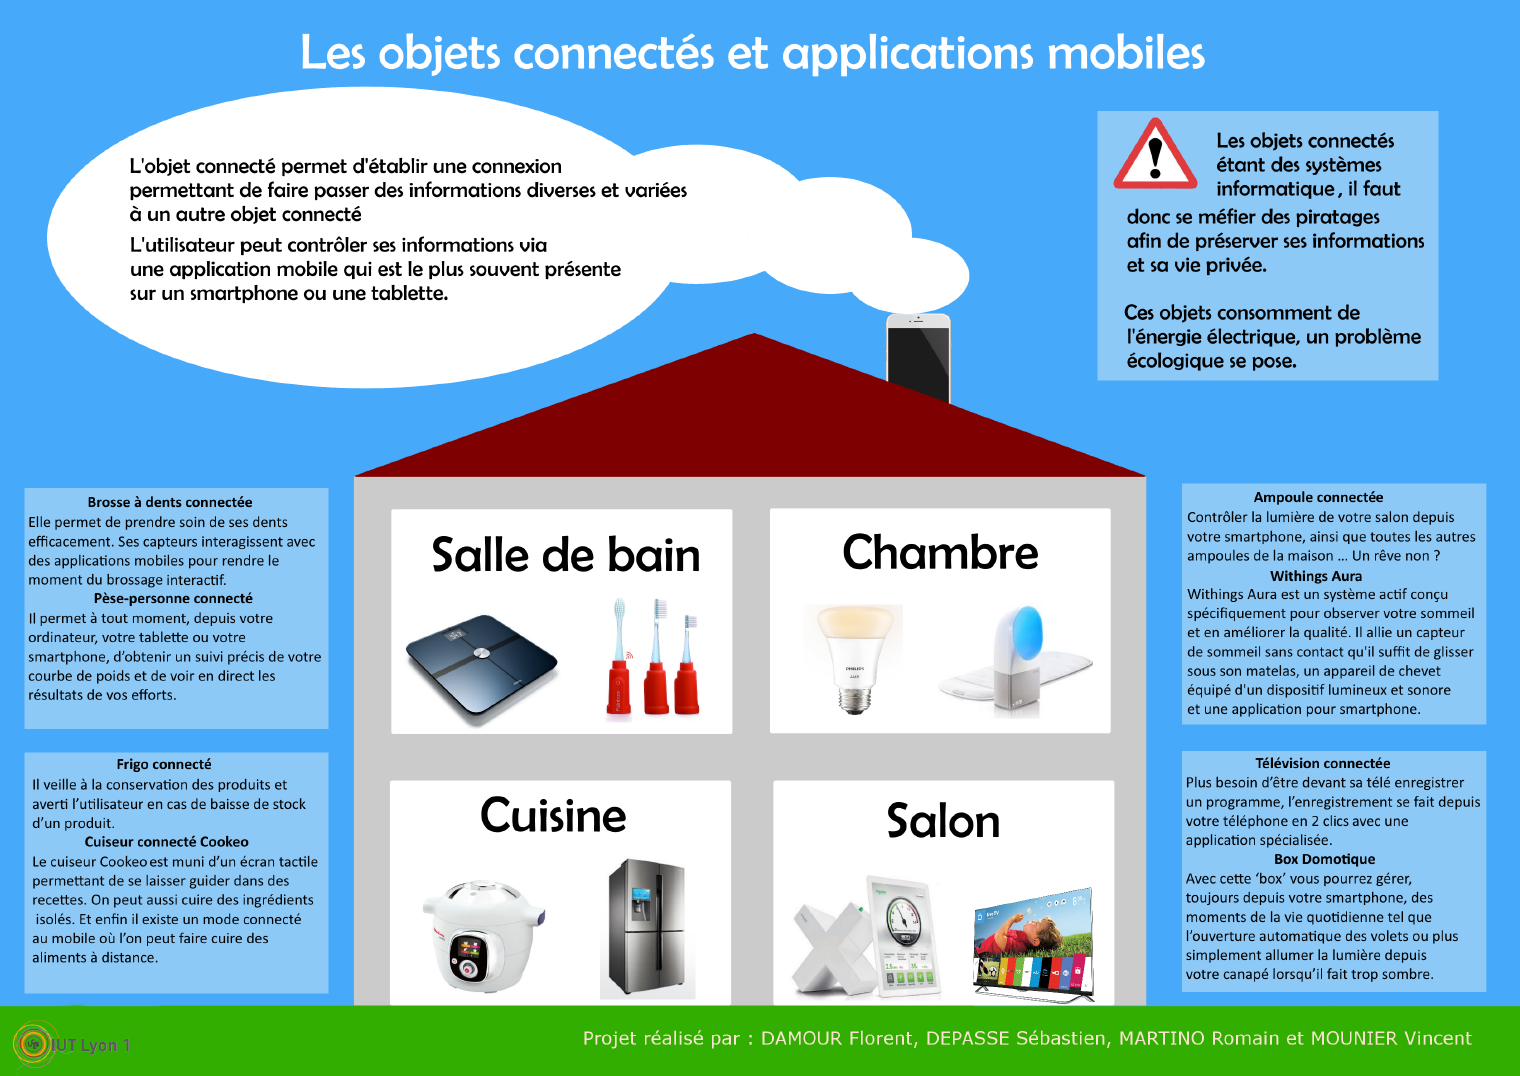 Les objets connectés et applications mobiles
L'objet connecté permet d'établir une connexion
permettant de faire passer des informations diverses et variées
à un autre objet connecté
L'utilisateur peut contrôler ses informations via
une application mobile qui est le plus souvent présente
sur un smartphone ou une tablette.
Les objets connectés
étant des systèmes
informatique , il faut
donc se méfier des piratages
afin de préserver ses informations
et sa vie privée.
Ces objets consomment de
l'énergie électrique, un problème
écologique se pose.
Brosse à dents connectée
Elle permet de prendre soin de ses dents
efficacement. Ses capteurs interagissent avec
des applications mobiles pour rendre le
moment du brossage interactif.
Pèse-personne connecté
Il permet à tout moment, depuis votre
ordinateur, votre tablette ou votre
smartphone, d’obtenir un suivi précis de votre
courbe de poids et de voir en direct les
résultats de vos efforts.
Salle de bain
Chambre
PHILIPS
Ampoule connectée
Contrôler la lumière de votre salon depuis
votre smartphone, ainsi que toutes les autres
ampoules de la maison ... Un rêve non ?
Withings Aura
Withings Aura est un système actif conçu
spécifiquement pour observer votre sommeil
et en améliorer la qualité. Il allie un capteur
de sommeil sans contact qu'il suffit de glisser
sous son matelas, un appareil de chevet
équipé d'un dispositif lumineux et sonore
et une application pour smartphone.
Frigo connecté
Il veille à la conservation des produits et
averti l’utilisateur en cas de baisse de stock
d’un produit.
Cuiseur connecté Cookeo
Le cuiseur Cookeo est muni d’un écran tactile
permettant de se laisser guider dans des
recettes. On peut aussi cuire des ingrédients
isolés. Et enfin il existe un mode connecté
au mobile où l’on peut faire cuire des
aliments à distance.
Cuisine
Salon
Télévision connectée
Plus besoin d’être devant sa télé enregistrer
un programme, l’enregistrement se fait depuis
votre téléphone en 2 clics avec une
application spécialisée.
Box Domotique
Avec cette ‘box’ vous pourrez gérer,
toujours depuis votre smartphone, des
moments de la vie quotidienne tel que
l’ouverture automatique des volets ou plus
simplement allumer la lumière depuis
votre canapé lorsqu’il fait trop sombre.
IUT Lyon 1
Projet réalisé par : DAMOUR Florent, DEPASSE Sébastien, MARTINO Romain et MOUNIER Vincent